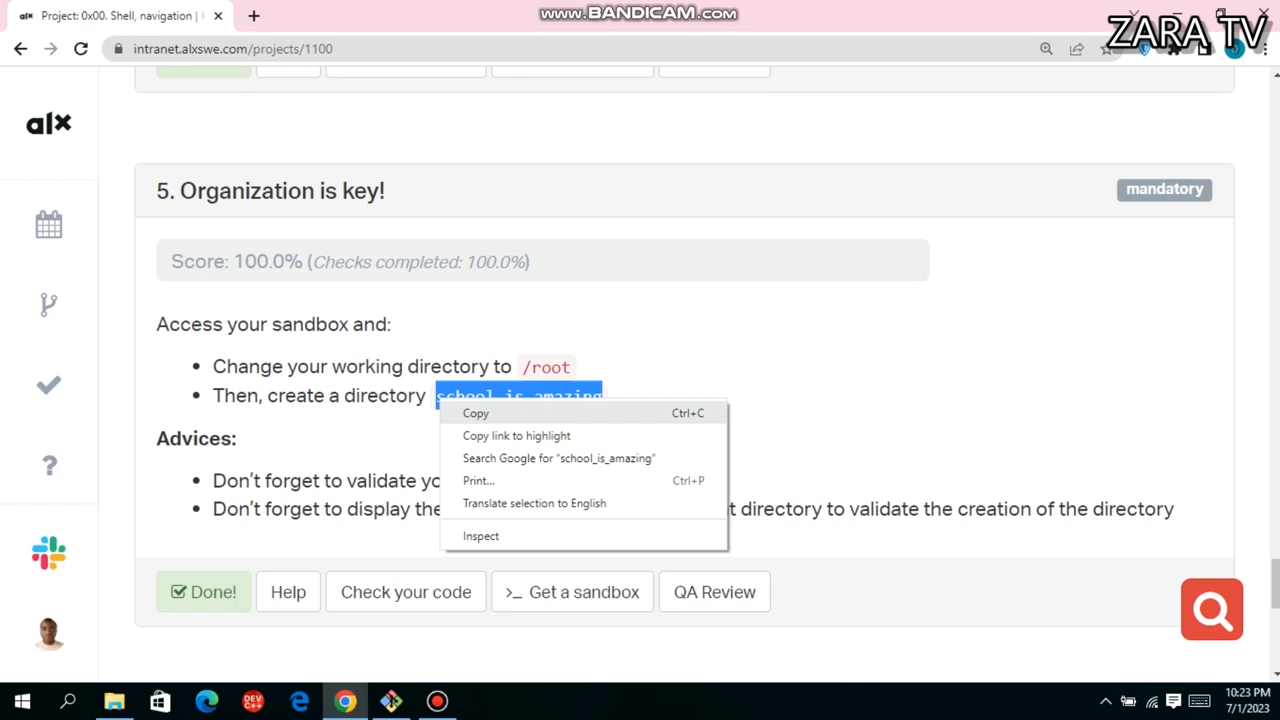 Project: 0x00. Shell, navigation |
www.BANDICAM.com
ZARA TV
intranet.alxswe.com/projects/1100
alx
5. Organization is key!
mandatory
Score: 100.0% (Checks completed: 100.0%)
Access your sandbox and:
Change your working directory to /root
Then, create a directory school_is_amazing
Copy Ctrl+C
Copy link to highlight
Search Google for "school_is_amazing"
Print... Ctrl+P
Translate selection to English
Inspect
Advices:
Don't forget to validate yo
Don't forget to display the
t directory to validate the creation of the directory
Done!
Help
Check your code
>_ Get a sandbox
QA Review
DEV
10:23 PM
7/1/2023